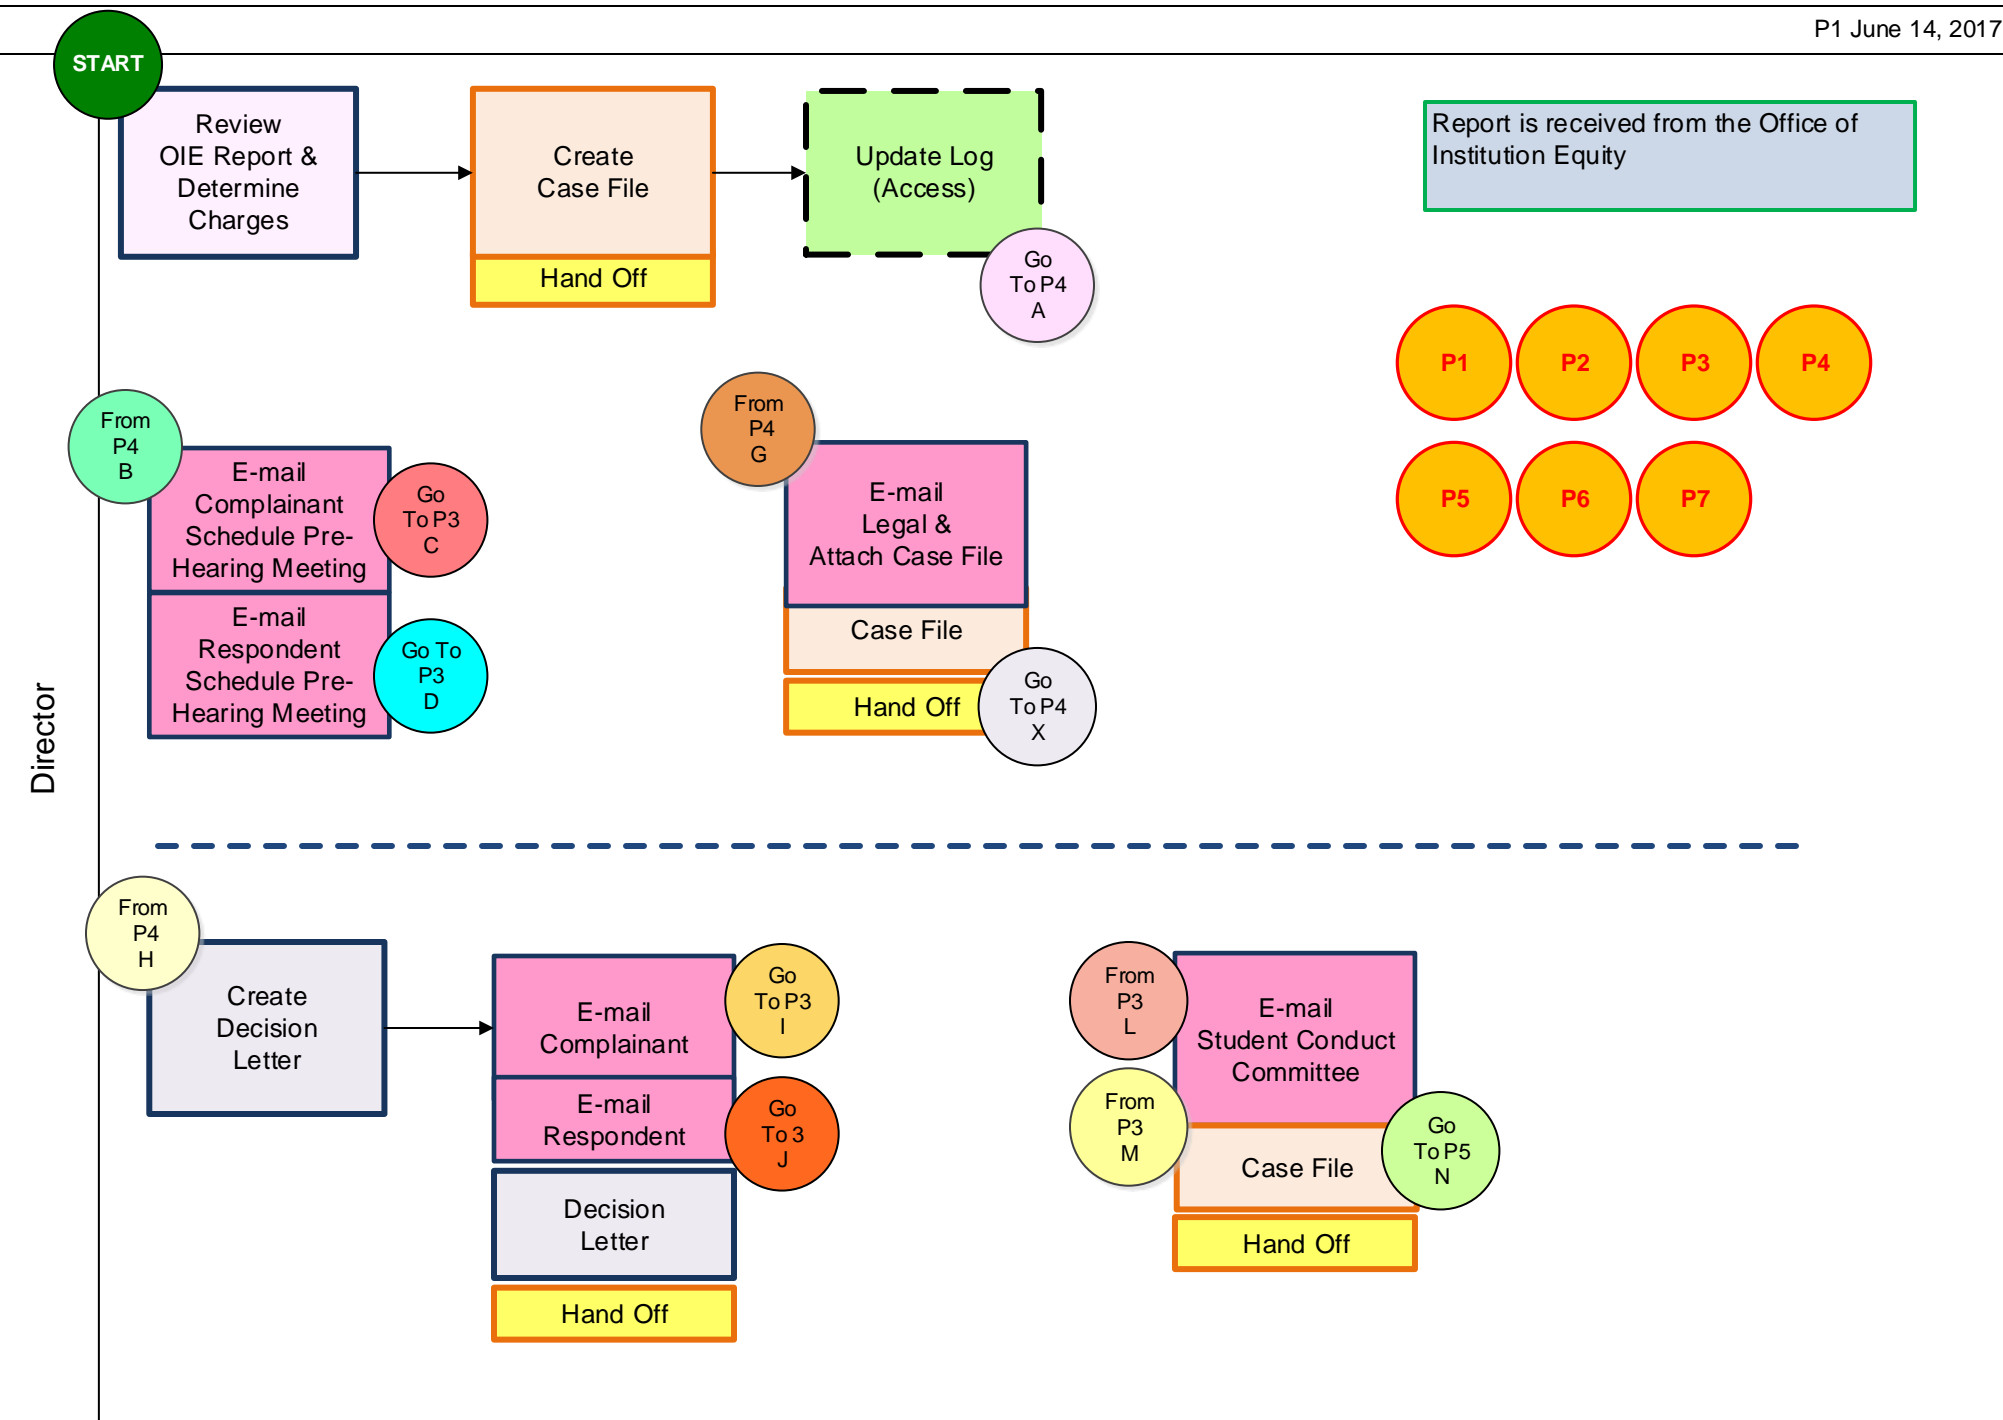 P1 June 14, 2017
START
Review
OIE Report &
Determine
Charges
Create
Case File
Hand Off
Update Log
(Access)
Go
To P4
A
Report is received from the Office of
Institution Equity
P1
P2
P3
P4
P5
P6
P7
From
P4
B
E-mail
Complainant
Schedule Pre-
Hearing Meeting
Go
To P3
C
E-mail
Respondent
Schedule Pre-
Hearing Meeting
Go To
P3
D
From
P4
G
E-mail
Legal &
Attach Case File
Case File
Hand Off
Go
To P4
X
Director
From
P4
H
Create
Decision
Letter
E-mail
Complainant
Go
To P3
I
E-mail
Respondent
Go
To 3
J
Decision
Letter
Hand Off
From
P3
L
E-mail
Student Conduct
Committee
From
P3
M
Case File
Go
To P5
N
Hand Off